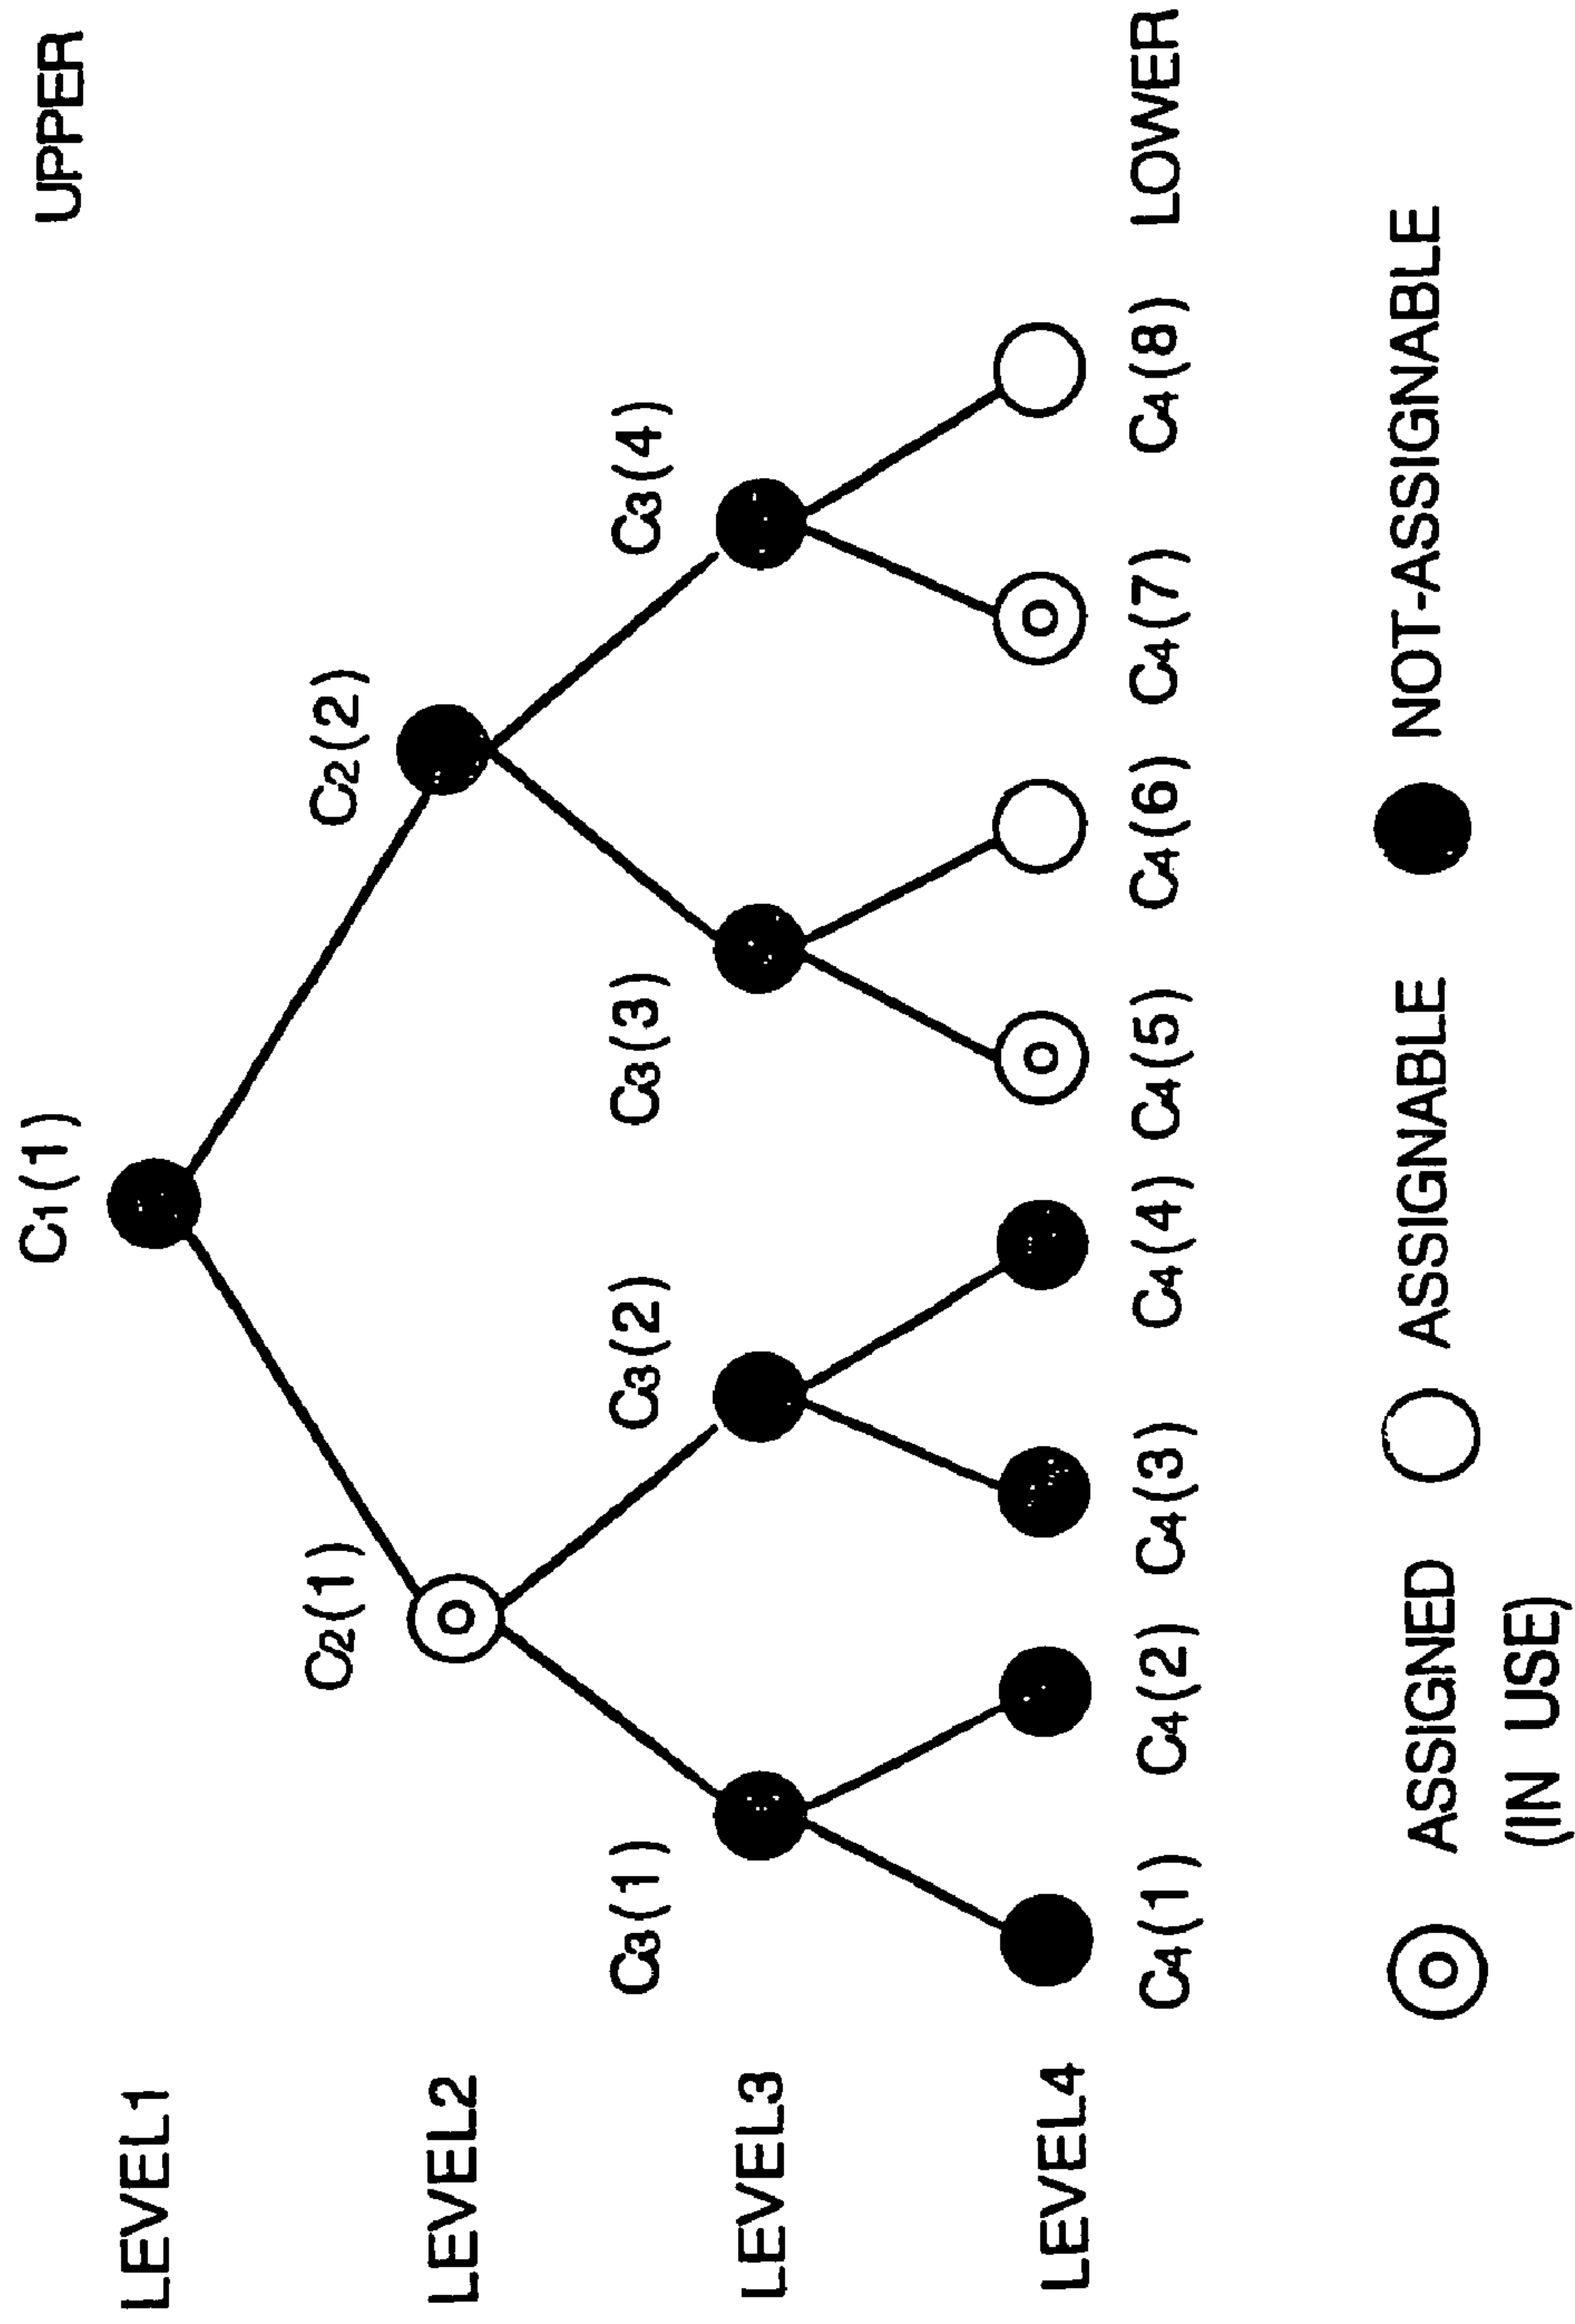 UPPER
C1(1)
LEVEL1
C2(1) C2(2)
LEVEL2
C3(1) C3(2) C3(3) C3(4)
LEVEL3
LEVEL4
C4(1) C4(2) C4(3) C4(4) C4(5) C4(6) C4(7) C4(8) LOWER
ASSIGNED ASSIGNABLE NOT-ASSIGNABLE
(IN USE)